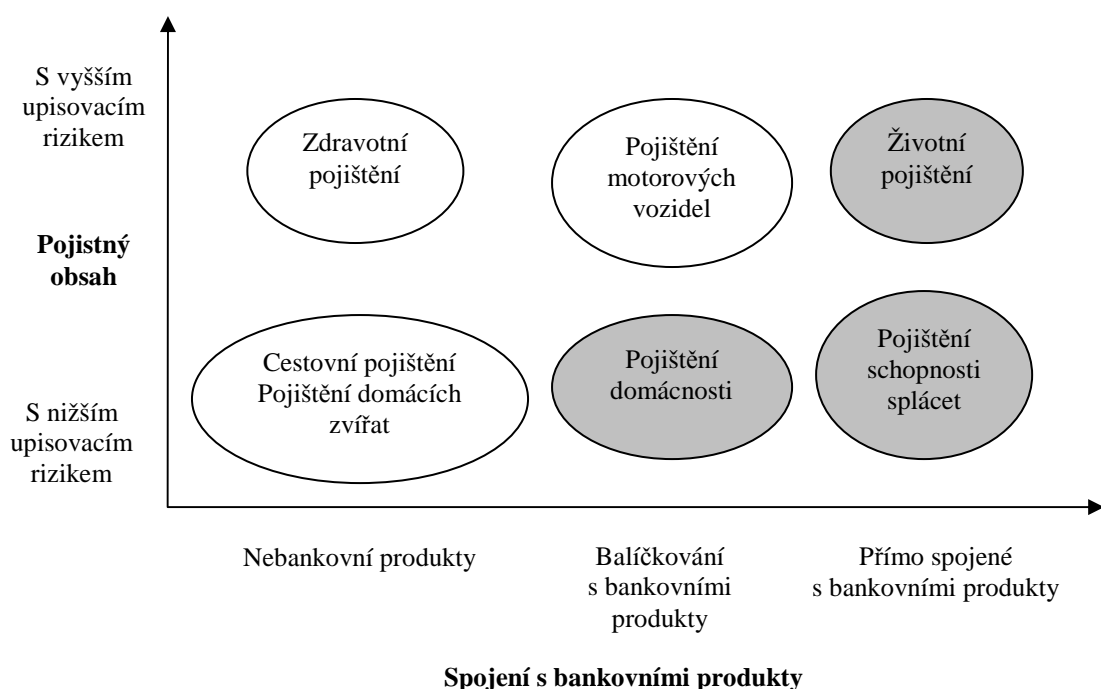 S vyšším
upisovacím
rizikem
Zdravotní
pojištění
Pojištění
motorových
vozidel
Životní
pojištění
Pojistný
obsah
Cestovní pojištění
Pojištění domácích
zvířat
Pojištění
domácnosti
Pojištění
schopnosti
splácet
S nižším
upisovacím
rizikem
Nebankovní produkty
Balíčkování
s bankovními
produkty
Přímo spojené
s bankovními produkty
Spojení s bankovními produkty